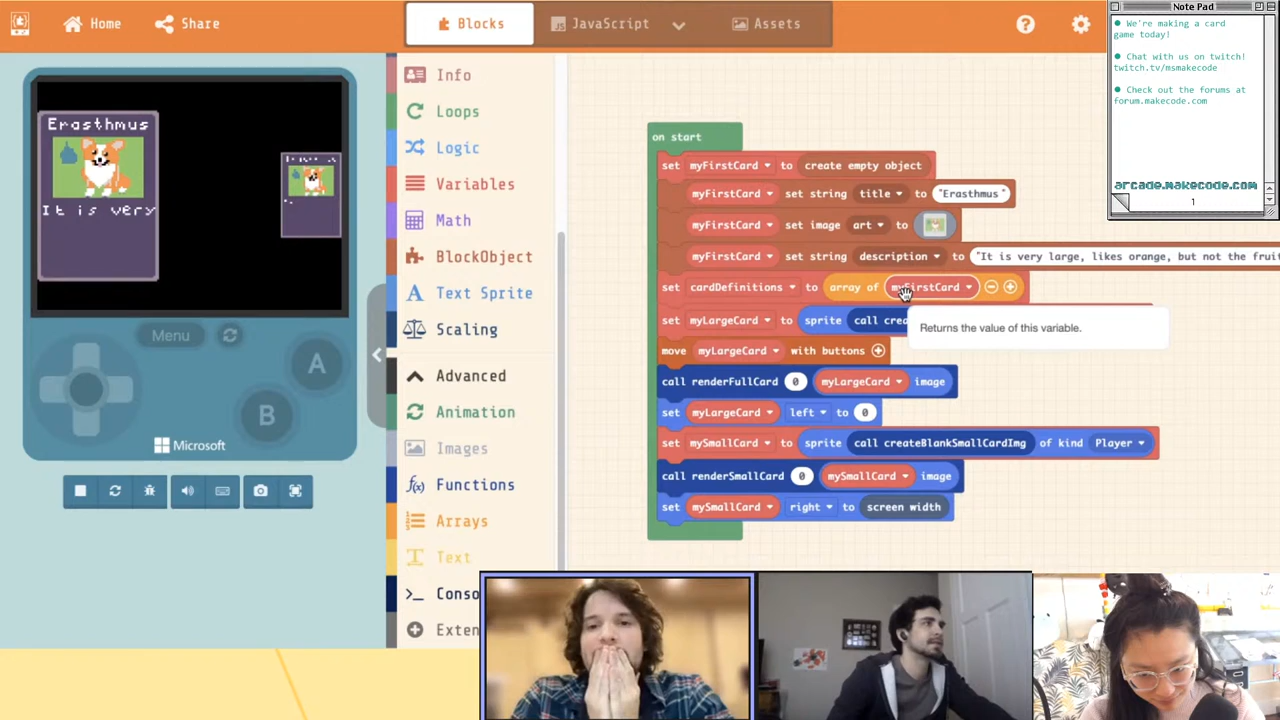 Home
Share
Blocks
JavaScript
Assets
Note Pad
We're making a card
game today!
Chat with us on twitch!
twitch.tv/msmakecode
Check out the forums at
forum.makecode.com
arcade.makecode.com
1
Erasthmus
It is very
Menu
A
B
Microsoft
Info
Loops
Logic
Variables
Math
BlockObject
Text Sprite
Scaling
Advanced
Animation
Images
Functions
Arrays
Text
Conso
Exten
on start
set myFirstCard to create empty object
myFirstCard set string title to "Erasthmus"
myFirstCard set image art to
myFirstCard set string description to "It is very large, likes orange, but not the fruit
set cardDefinitions to array of myFirstCard
set myLargeCard to sprite call crea
Returns the value of this variable.
move myLargeCard with buttons
call renderFullCard 0 myLargeCard image
set myLargeCard left to 0
set mySmallCard to sprite call createBlankSmallCardImg of kind Player
call renderSmallCard 0 mySmallCard image
set mySmallCard right to screen width